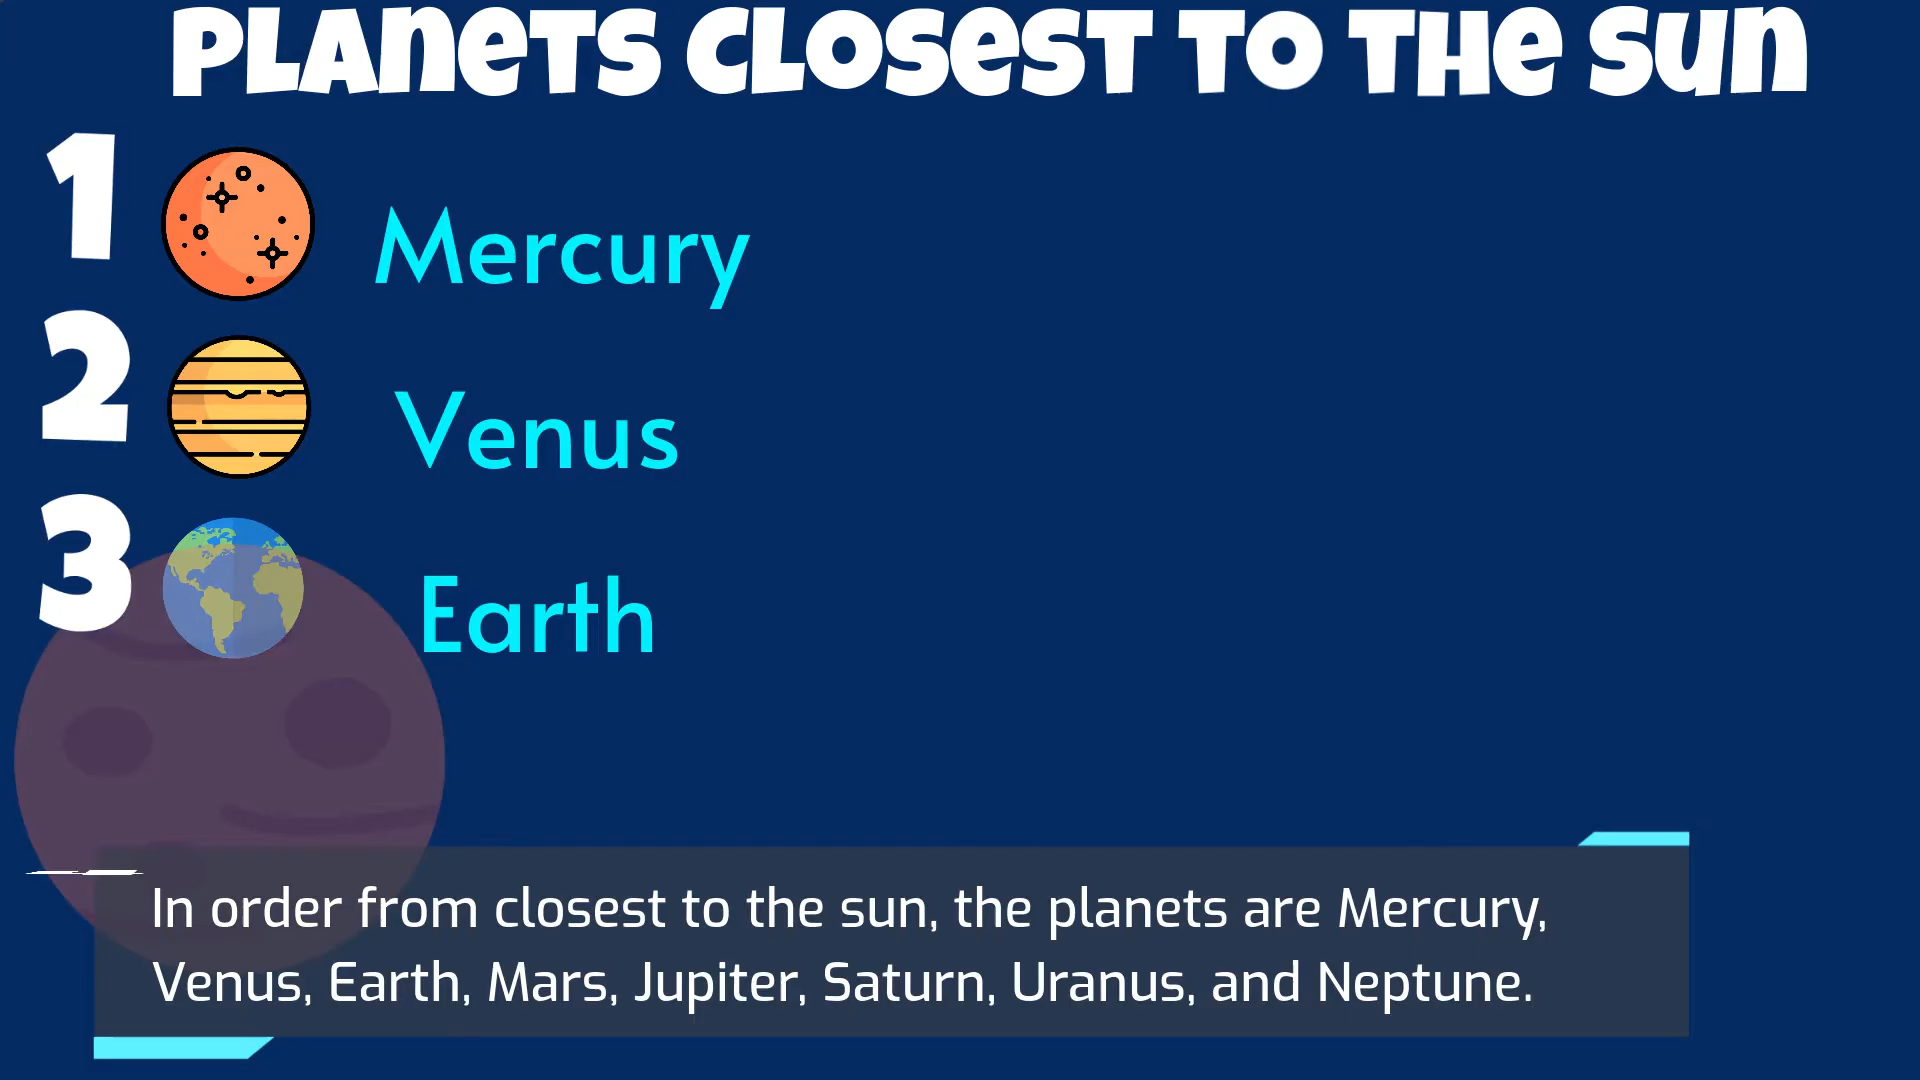 PLANETS CLOSEST TO THE SUN
1 Mercury
2 Venus
3 Earth
In order from closest to the sun, the planets are Mercury,
Venus, Earth, Mars, Jupiter, Saturn, Uranus, and Neptune.